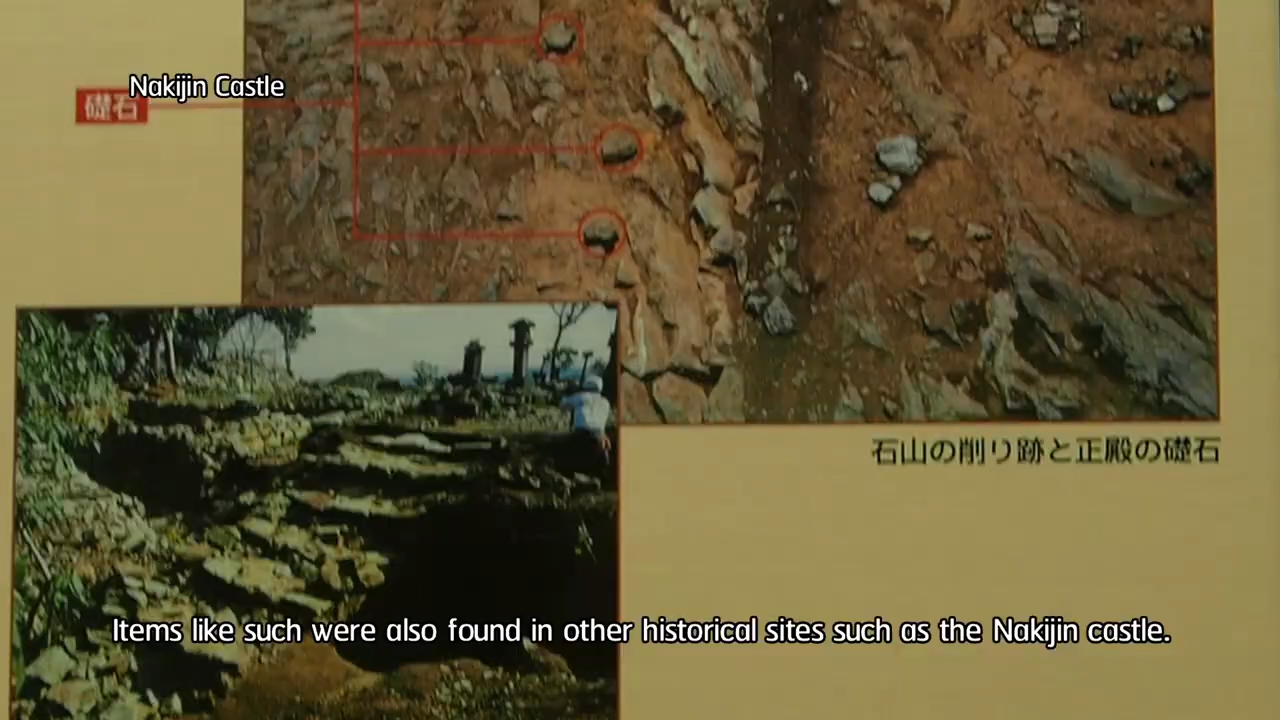 Nakijin Castle
礎石
石山の削り跡と正殿の礎石
Items like such were also found in other historical sites such as the Nakijin castle.